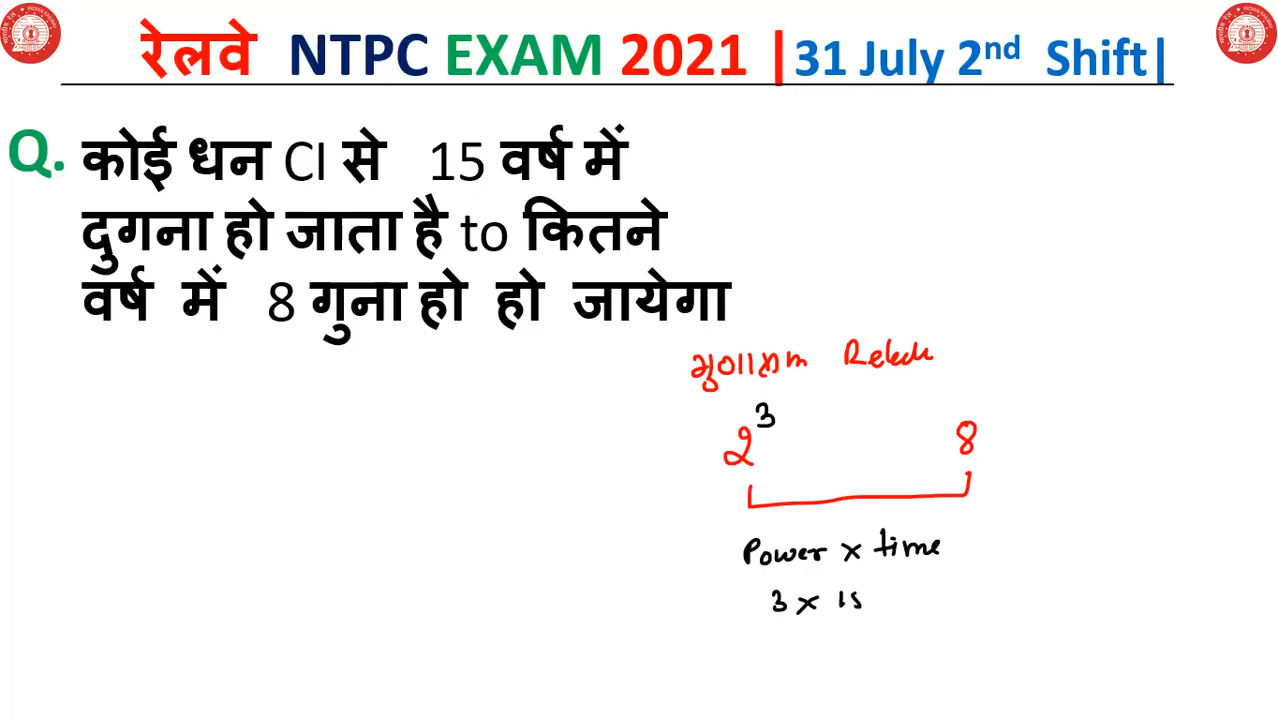 रेलवे NTPC EXAM 2021 |31 July 2nd Shift|
Q. कोई धन CI से 15 वर्ष में
दुगना हो जाता है to कितने
वर्ष में 8 गुना हो हो जायेगा
2³ 8
Power x time
3 x 15